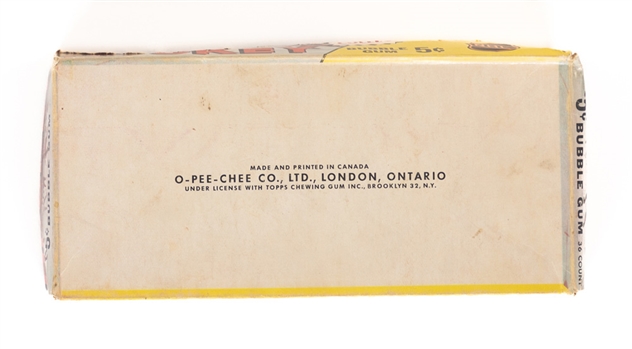 BUBBLE 5¢
GUM
MADE AND PRINTED IN CANADA
O-PEE-CHEE CO., LTD., LONDON, ONTARIO
UNDER LICENSE WITH TOPPS CHEWING GUM INC., BROOKLYN 32, N.Y.
5¢ BUBBLE GUM
BUBBLE GUM 36 COUNT